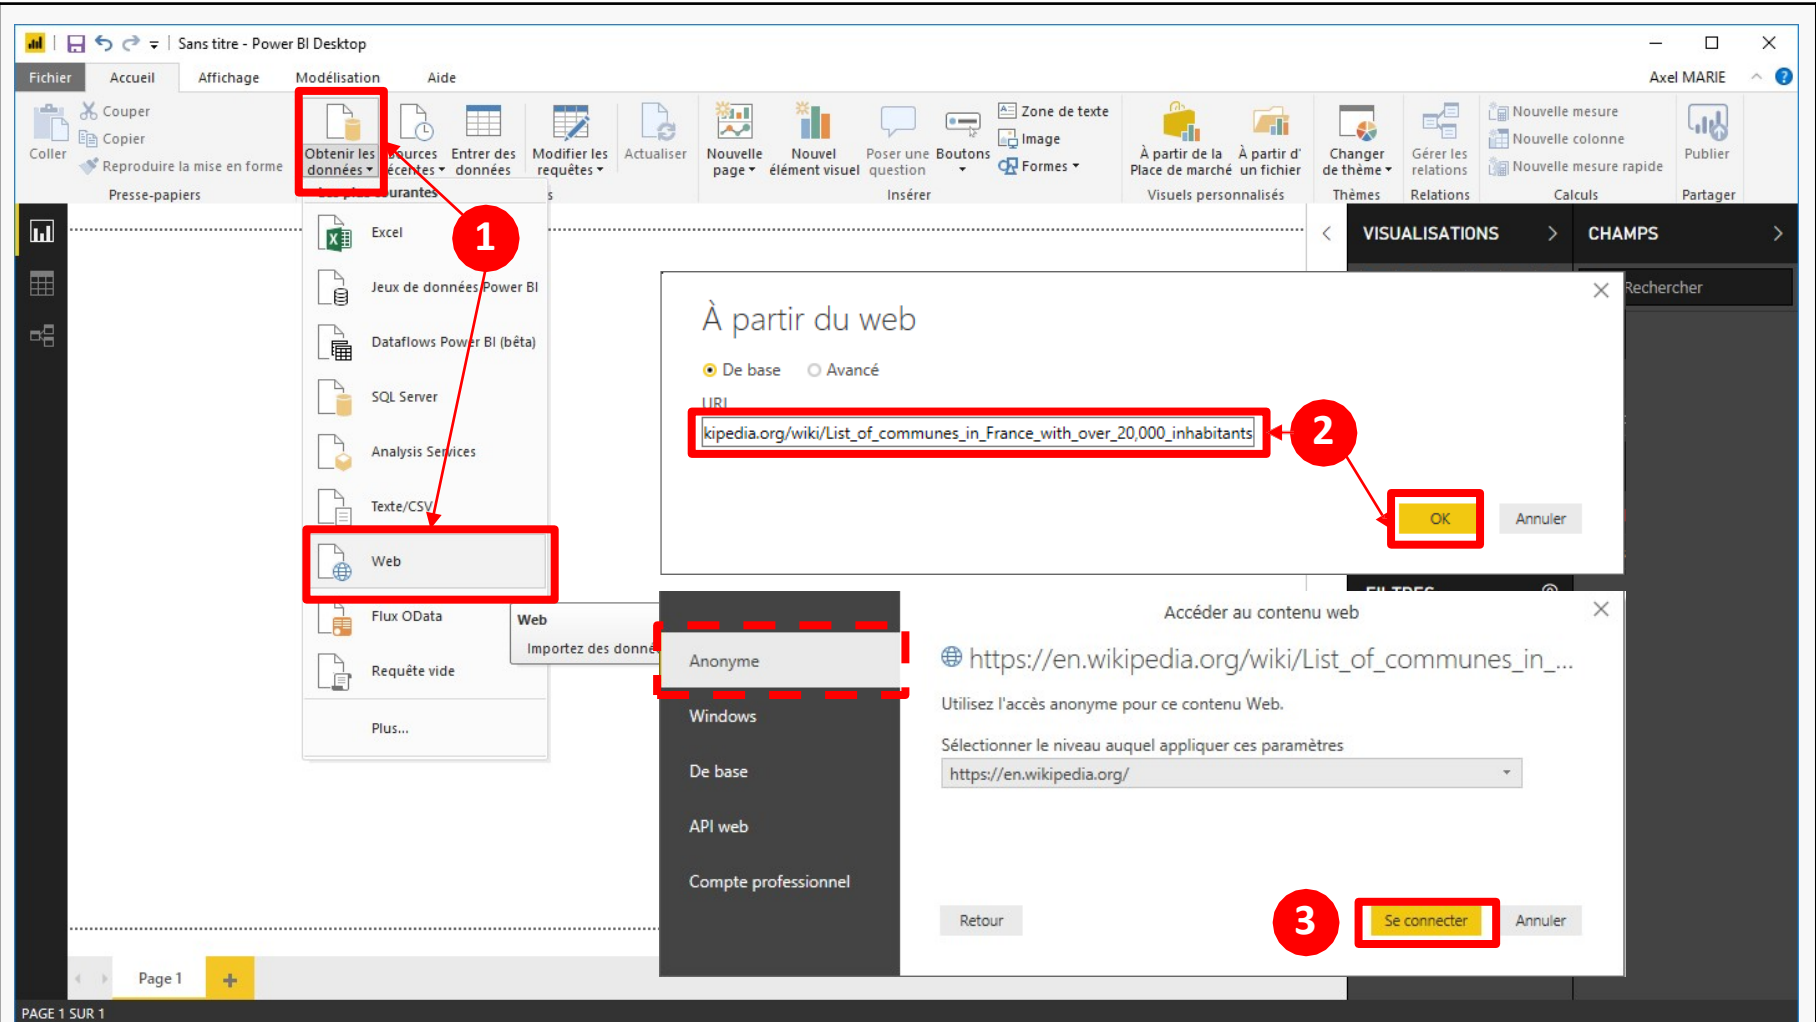 Sans titre - Power BI Desktop
Fichier Accueil Affichage Modélisation Aide Axel MARIE
Couper
Copier
Reproduire la mise en forme
Coller
Presse-papiers
Obtenir les données
Sources
récentes
Entrer des données
Modifier les requêtes
Actualiser
Nouvelle page
Nouvel élément visuel
Poser une question
Boutons
Zone de texte
Image
Formes
Insérer
À partir de la Place de marché
À partir d' un fichier
Visuels personnalisés
Changer de thème
Thèmes
Gérer les relations
Relations
Nouvelle mesure
Nouvelle colonne
Nouvelle mesure rapide
Calculs
Publier
Partager
Excel
Jeux de données Power BI
Dataflows Power BI (bêta)
SQL Server
Analysis Services
Texte/CSV
Web
Flux OData
Requête vide
Plus...
1
Web
Importez des donné
VISUALISATIONS
CHAMPS
Rechercher
À partir du web
De base Avancé
URL
kipedia.org/wiki/List_of_communes_in_France_with_over_20,000_inhabitants
2
OK Annuler
FILTRES
Accéder au contenu web
Anonyme
Windows
De base
API web
Compte professionnel
https://en.wikipedia.org/wiki/List_of_communes_in_...
Utilisez l'accès anonyme pour ce contenu Web.
Sélectionner le niveau auquel appliquer ces paramètres
https://en.wikipedia.org/
Retour
3
Se connecter Annuler
Page 1
PAGE 1 SUR 1